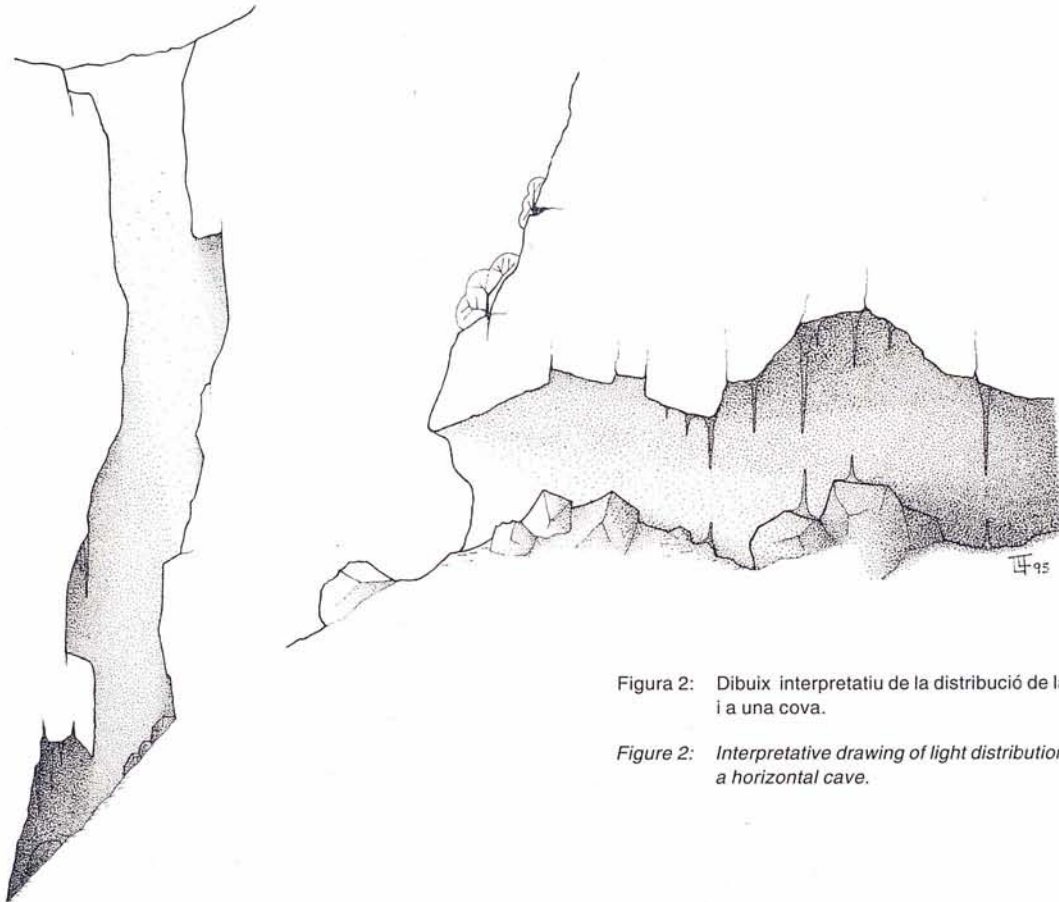 95
Figura 2: Dibuix interpretatiu de la distribució de
i a una cova.
Figure 2: Interpretative drawing of light distribution
a horizontal cave.